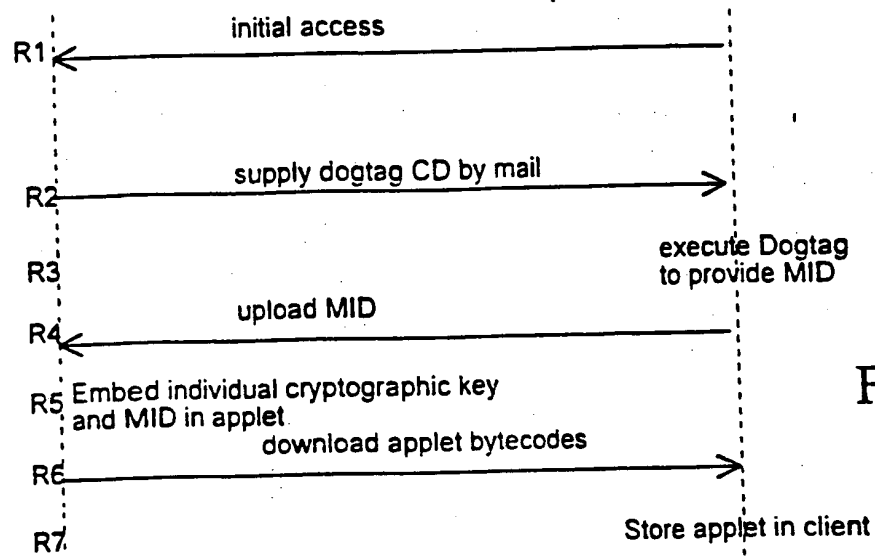 initial access
R1
supply dogtag CD by mail
R2
execute Dogtag
to provide MID
R3
upload MID
R4
R5 Embed individual cryptographic key
and MID in applet
download applet bytecodes
R6
Store applet in client
R7
F